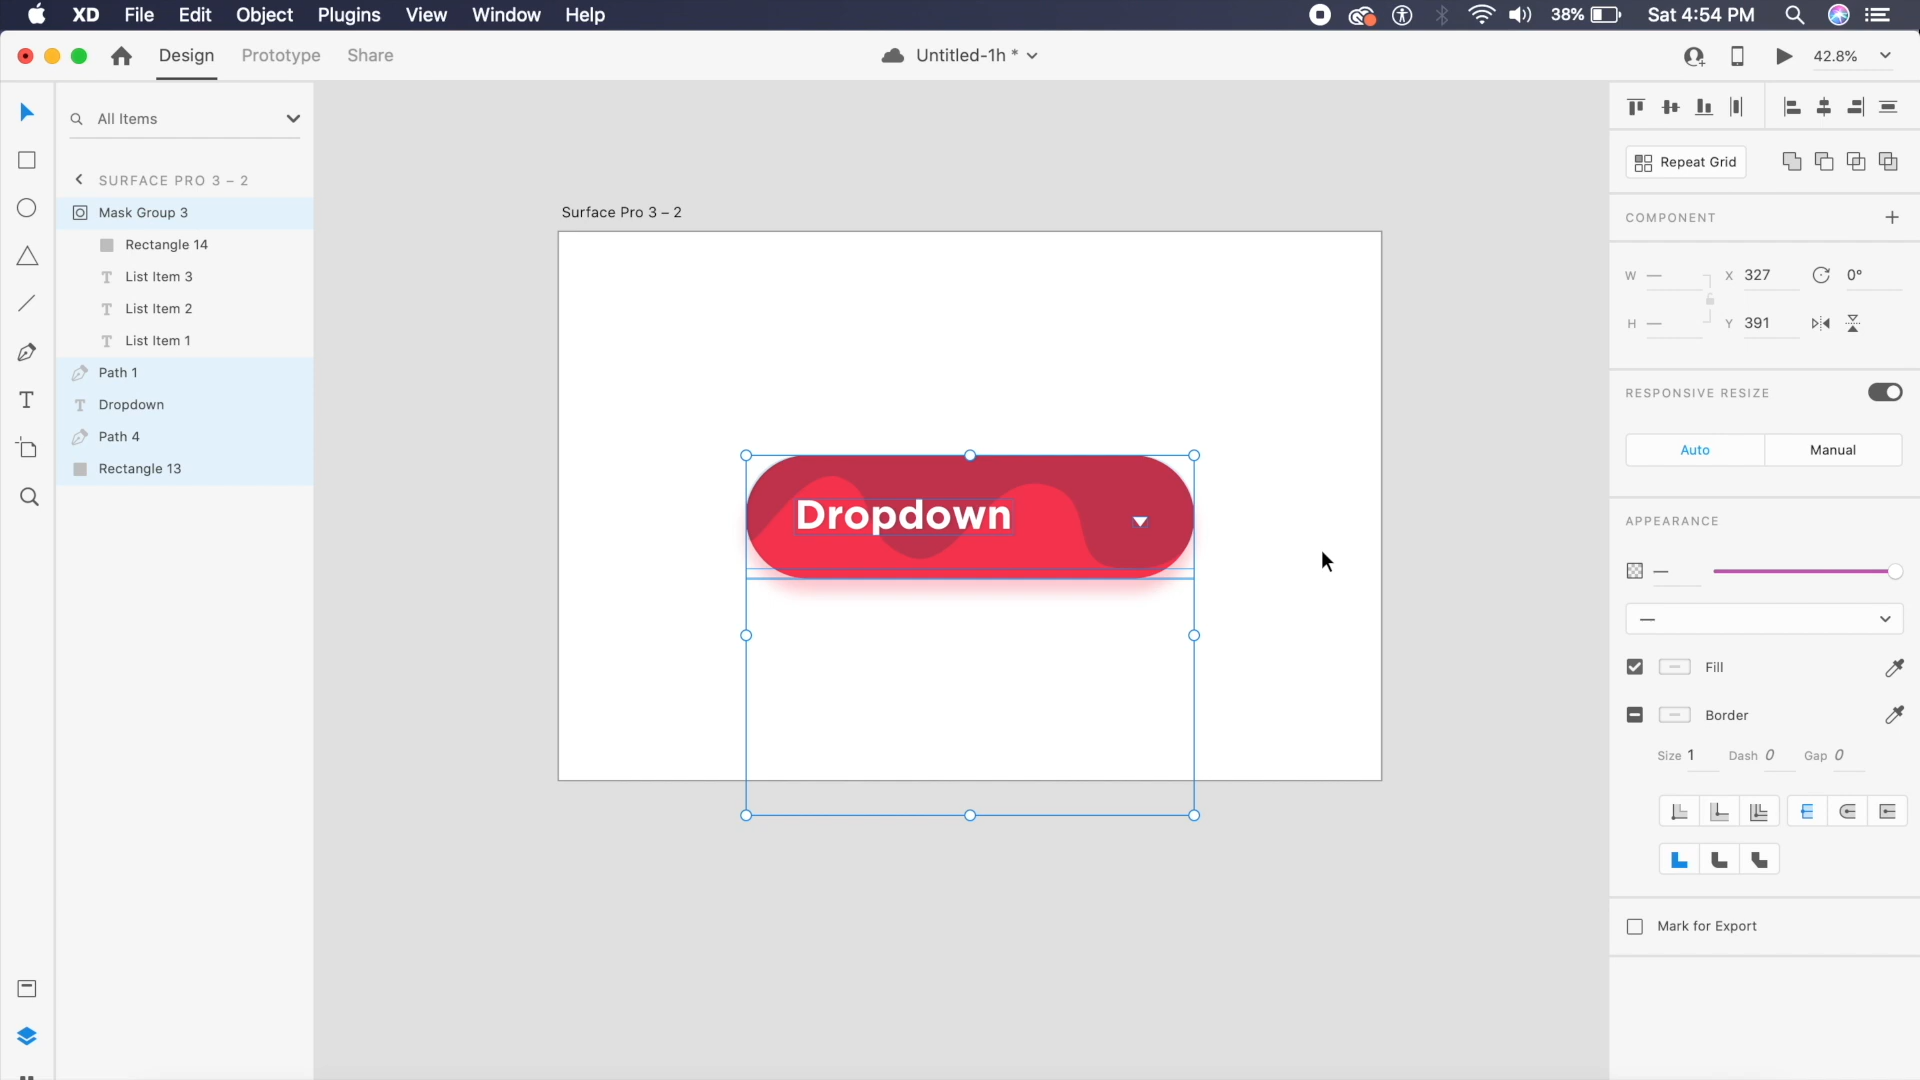 XD File Edit Object Plugins View Window Help 38% Sat 4:54 PM
Design Prototype Share Untitled-1h * 42.8%
All Items
SURFACE PRO 3 – 2
Mask Group 3
Rectangle 14
List Item 3
List Item 2
List Item 1
Path 1
Dropdown
Path 4
Rectangle 13
Surface Pro 3 – 2
Dropdown
Repeat Grid
COMPONENT
W — X 327 0°
H — Y 391
RESPONSIVE RESIZE
Auto Manual
APPEARANCE
—
—
Fill
Border
Size 1 Dash 0 Gap 0
Mark for Export